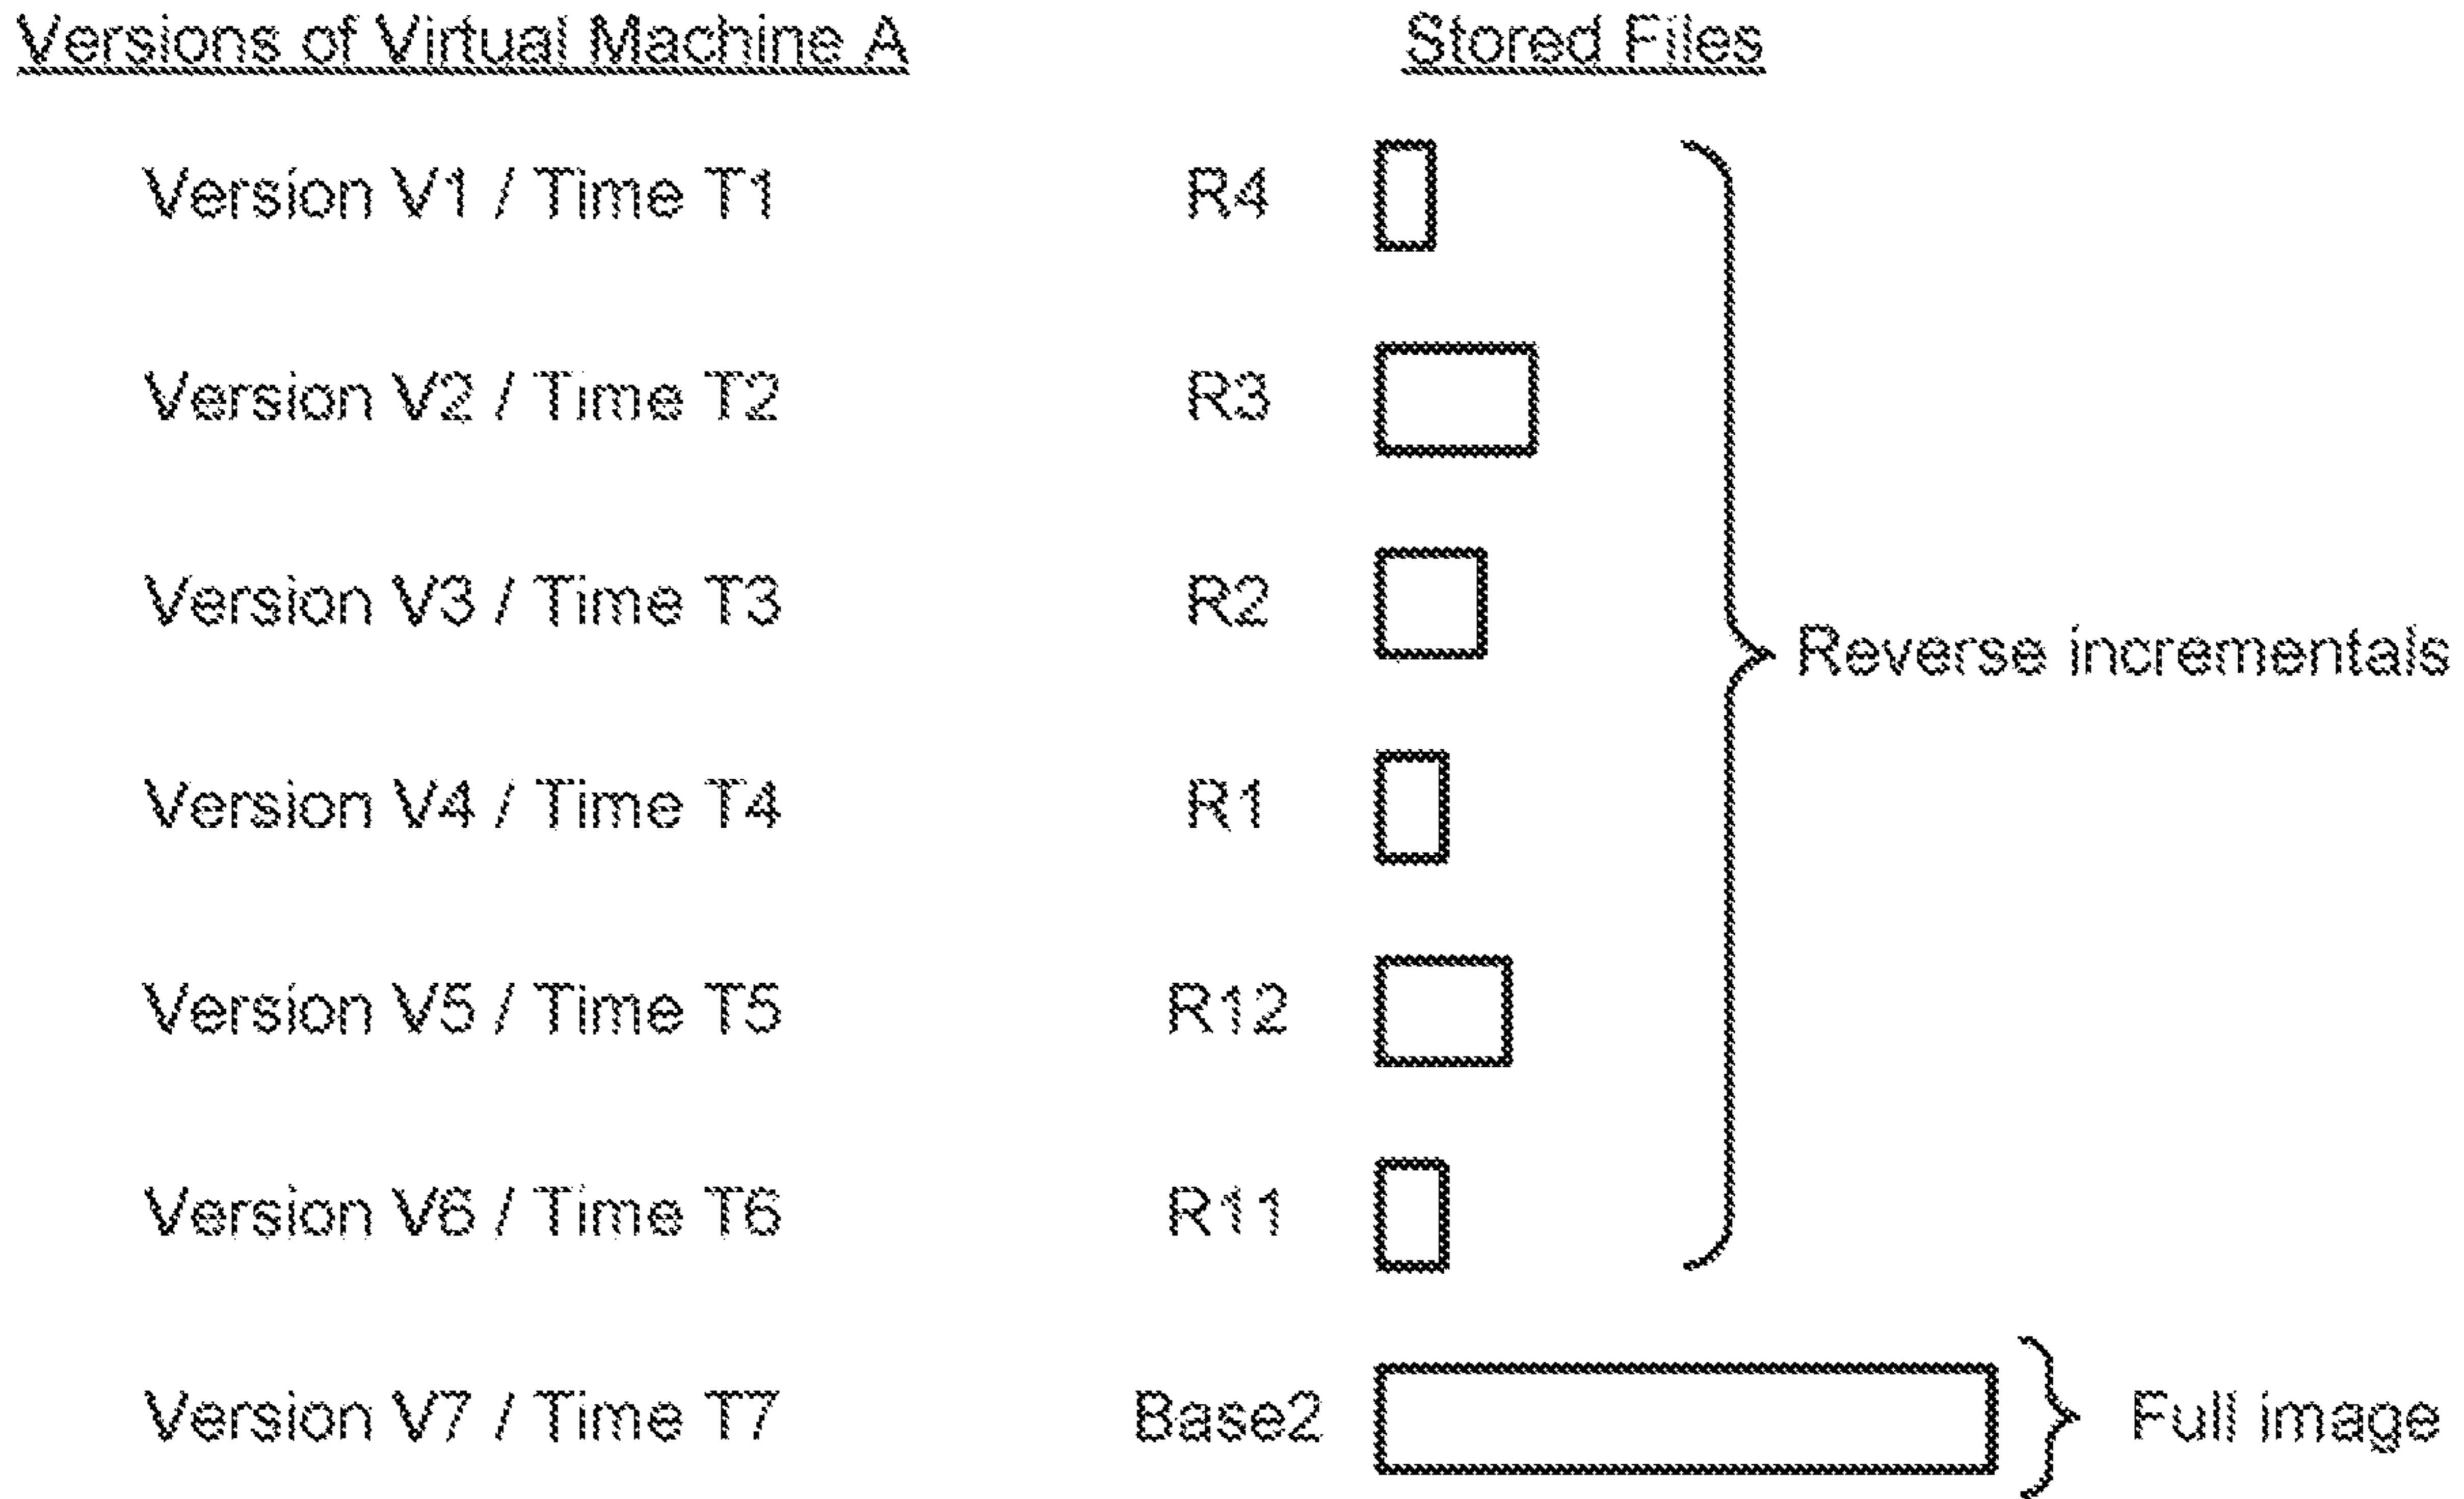 Versions of Virtual Machine A Stored Files
Version V1 / Time T1 R4
Version V2 / Time T2 R3
Version V3 / Time T3 R2
Reverse incrementals
Version V4 / Time T4 R1
Version V5 / Time T5 R12
Version V6 / Time T6 R11
Version V7 / Time T7 Base2 Full image